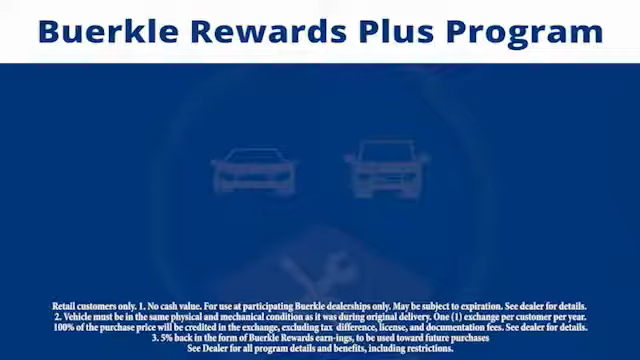 Buerkle Rewards Plus Program
Retail customers only. 1. No cash value. For use at participating Buerkle dealerships only. May be subject to expiration. See dealer for details.
2. Vehicle must be in the same physical and mechanical condition as it was during original delivery. One (1) exchange per customer per year.
100% of the purchase price will be credited in the exchange, excluding tax difference, license, and documentation fees. See dealer for details.
3. 5% back in the form of Buerkle Rewards earn-ings, to be used toward future purchases
See Dealer for all program details and benefits, including restrictions.